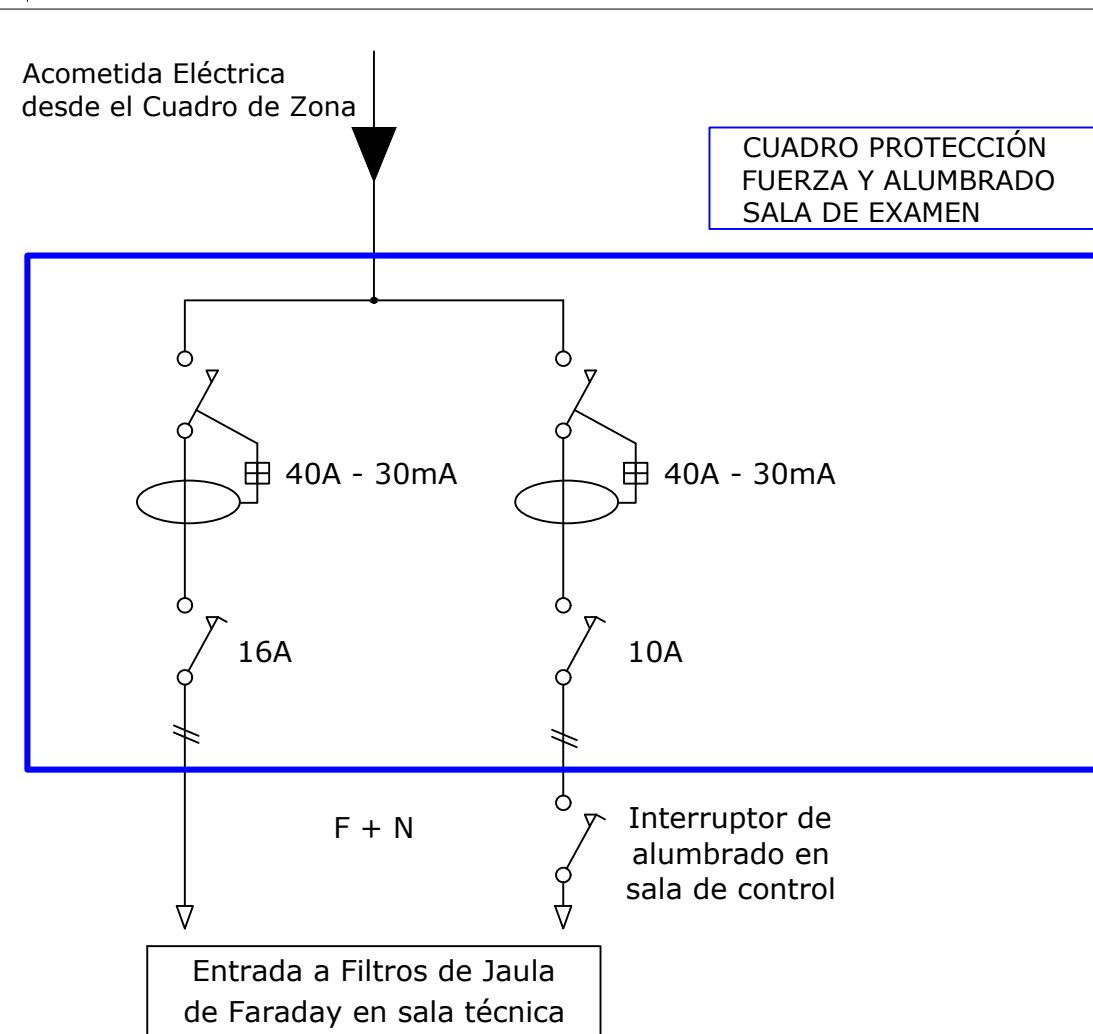 Acometida Eléctrica
desde el Cuadro de Zona
CUADRO PROTECCIÓN
FUERZA Y ALUMBRADO
SALA DE EXAMEN
40A - 30mA
40A - 30mA
16A
10A
F + N
Interruptor de
alumbrado en
sala de control
Entrada a Filtros de Jaula
de Faraday en sala técnica